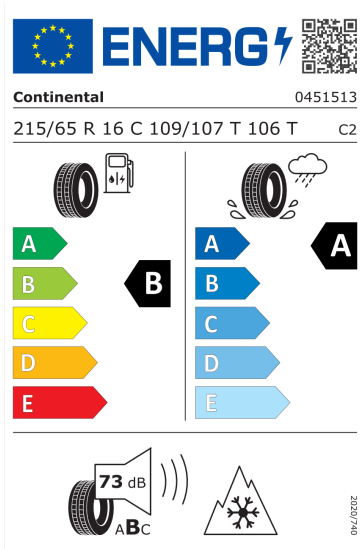 ENERG
Continental 0451513
215/65 R 16 C 109/107 T 106 T C2
A A A
B B B
C C
D D
E E
73 dB
ABC
2020/740